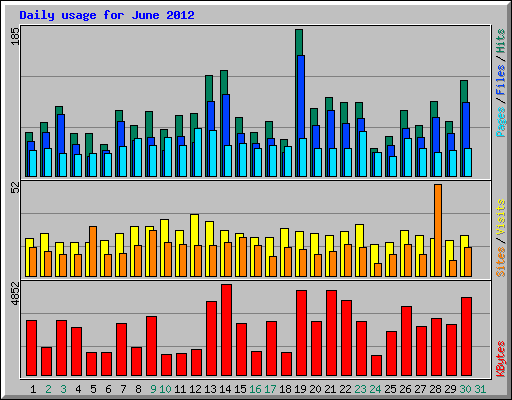 Daily usage for June 2012
185
Pages / Files / Hits
52
Sites / Visits
4852
KBytes
1 2 3 4 5 6 7 8 9 10 11 12 13 14 15 16 17 18 19 20 21 22 23 24 25 26 27 28 29 30 31